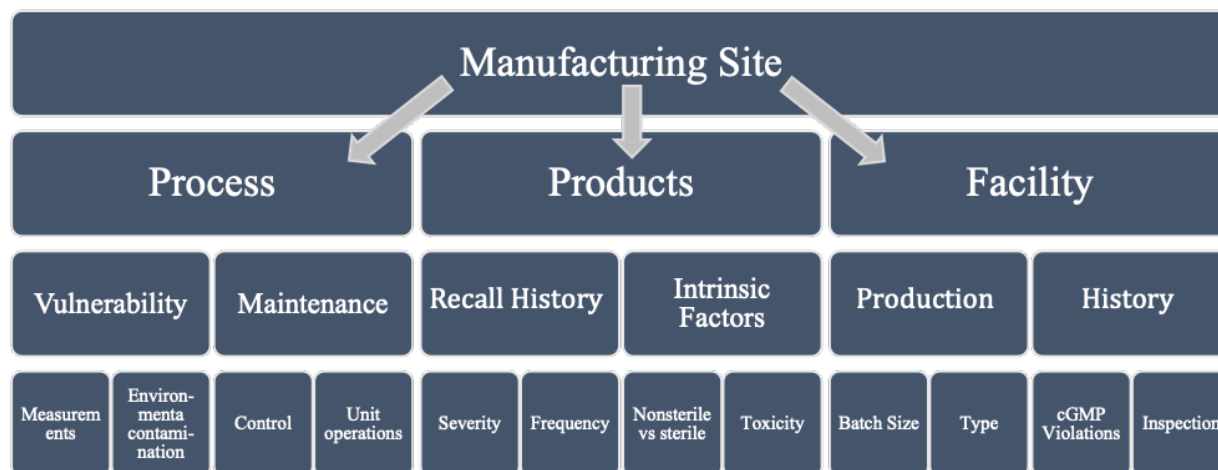 Manufacturing Site
Process
Products
Facility
Vulnerability
Maintenance
Recall History
Intrinsic
Factors
Production
History
Measurem
ents
Environ-
menta
contami-
nation
Control
Unit
operations
Severity
Frequency
Nonsterile
vs sterile
Toxicity
Batch Size
Type
cGMP
Violations
Inspection